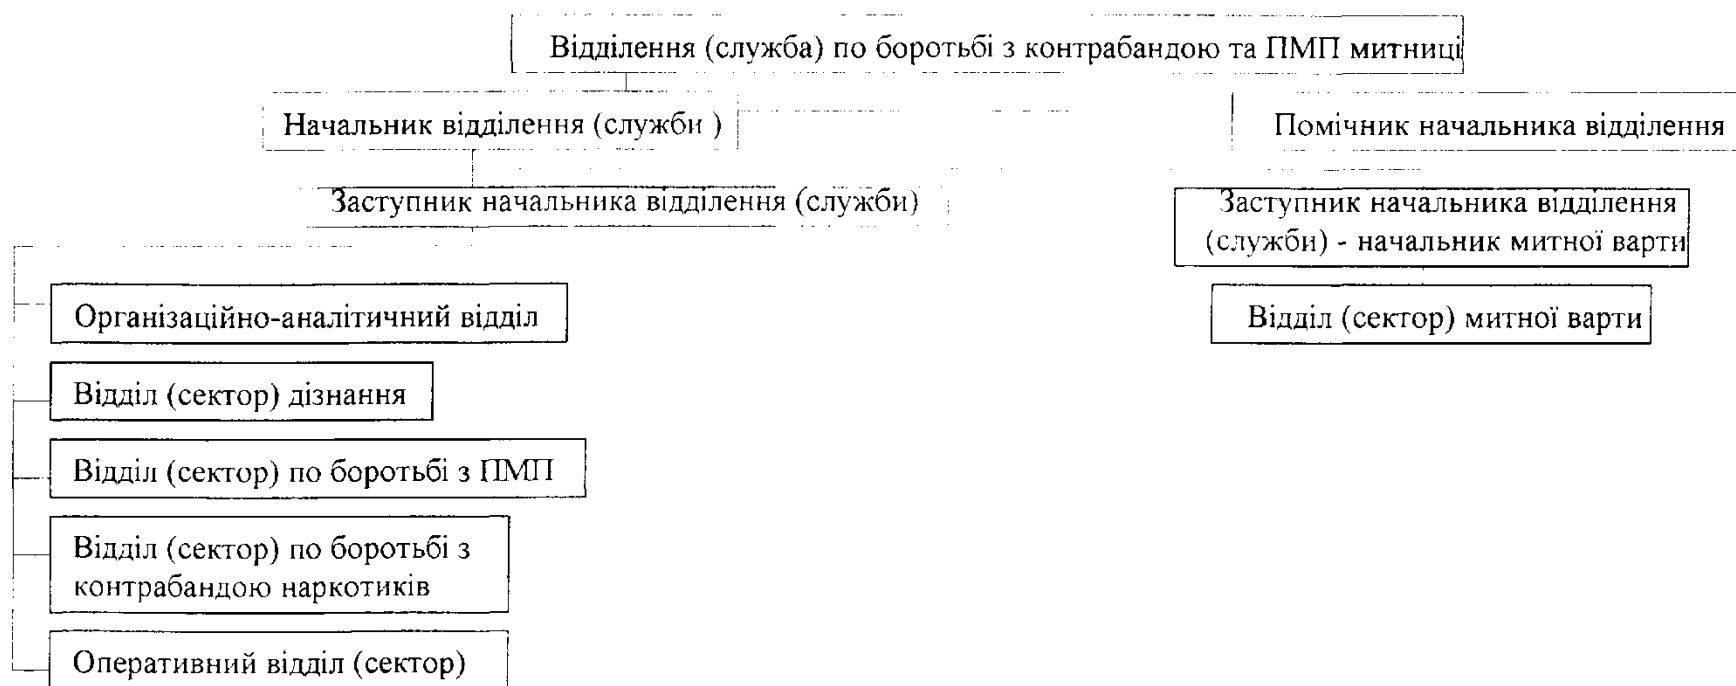 Відділення (служба) по боротьбі з контрабандою та ПМП митниці
Начальник відділення (служби )
Помічник начальника відділення
Заступник начальника відділення (служби)
Заступник начальника відділення
(служби) - начальник митної варти
Організаційно-аналітичний відділ
Відділ (сектор) митної варти
Відділ (сектор) дізнання
Відділ (сектор) по боротьбі з ПМП
Відділ (сектор) по боротьбі з
контрабандою наркотиків
Оперативний відділ (сектор)